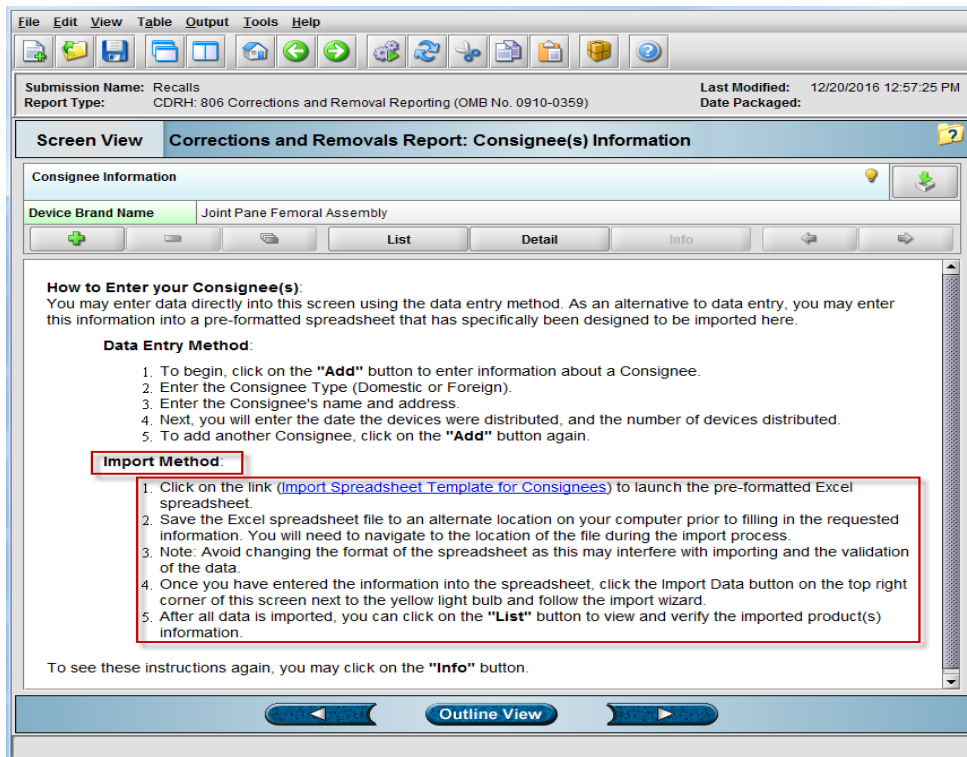 File Edit View Table Output Tools Help
Submission Name: Recalls Last Modified: 12/20/2016 12:57:25 PM
Report Type: CDRH: 806 Corrections and Removal Reporting (OMB No. 0910-0359) Date Packaged:
Screen View Corrections and Removals Report: Consignee(s) Information
Consignee Information
Device Brand Name Joint Pane Femoral Assembly
List Detail Info
How to Enter your Consignee(s):
You may enter data directly into this screen using the data entry method. As an alternative to data entry, you may enter
this information into a pre-formatted spreadsheet that has specifically been designed to be imported here.
Data Entry Method:
1. To begin, click on the "Add" button to enter information about a Consignee.
2. Enter the Consignee Type (Domestic or Foreign).
3. Enter the Consignee's name and address.
4. Next, you will enter the date the devices were distributed, and the number of devices distributed.
5. To add another Consignee, click on the "Add" button again.
Import Method:
1. Click on the link (Import Spreadsheet Template for Consignees) to launch the pre-formatted Excel
spreadsheet.
2. Save the Excel spreadsheet file to an alternate location on your computer prior to filling in the requested
information. You will need to navigate to the location of the file during the import process.
3. Note: Avoid changing the format of the spreadsheet as this may interfere with importing and the validation
of the data.
4. Once you have entered the information into the spreadsheet, click the Import Data button on the top right
corner of this screen next to the yellow light bulb and follow the import wizard.
5. After all data is imported, you can click on the "List" button to view and verify the imported product(s)
information.
To see these instructions again, you may click on the "Info" button.
Outline View